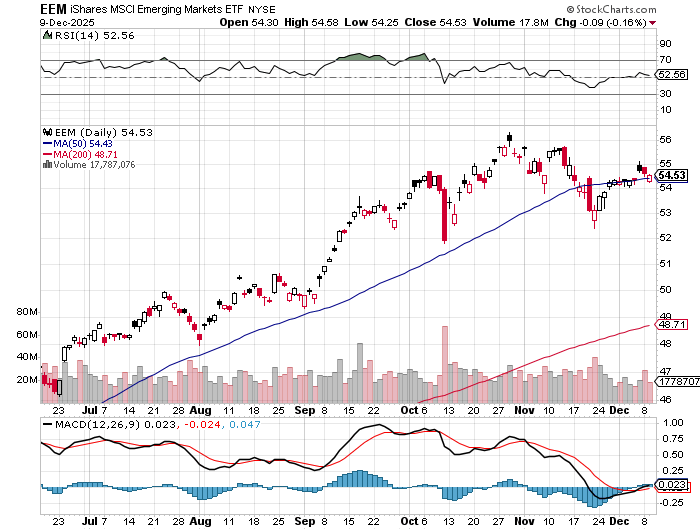 EEM iShares MSCI Emerging Markets ETF NYSE © StockCharts.com
9-Dec-2025 Open 54.30 High 54.58 Low 54.25 Close 54.53 Volume 17.8M Chg -0.09 (-0.16%)
RSI(14) 52.56
90
70
52.56
30
10
EEM (Daily) 54.53
MA(50) 54.43
MA(200) 48.71
Volume 17,787,076
56
55
54.53
54
53
52
51
50
49
48.71
48
47
46
80M
60M
40M
20M
1778707
23 Jul 7 14 21 28 Aug 11 18 25 Sep 8 15 22 Oct 6 13 20 27 Nov 10 17 24 Dec 8
MACD(12,26,9) 0.023, -0.024, 0.047
1.00
0.75
0.50
0.25
0.023
-0.25
23 Jul 7 14 21 28 Aug 11 18 25 Sep 8 15 22 Oct 6 13 20 27 Nov 10 17 24 Dec 8